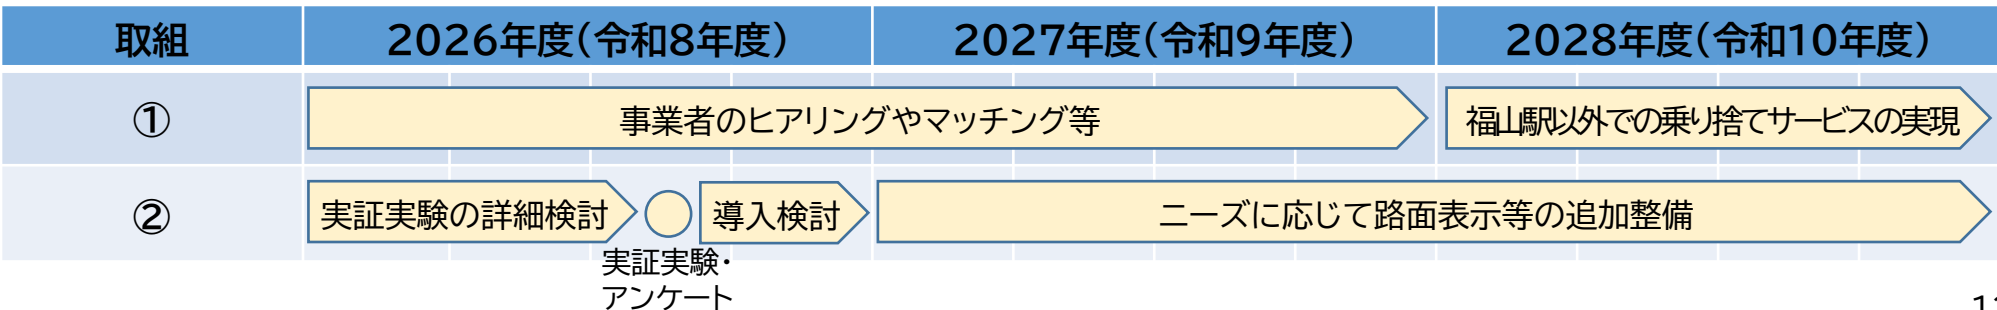 取組 2026年度(令和8年度) 2027年度(令和9年度) 2028年度(令和10年度)
① 事業者のヒアリングやマッチング等 福山駅以外での乗り捨てサービスの実現
② 実証実験の詳細検討 導入検討 ニーズに応じて路面表示等の追加整備
実証実験・
アンケート